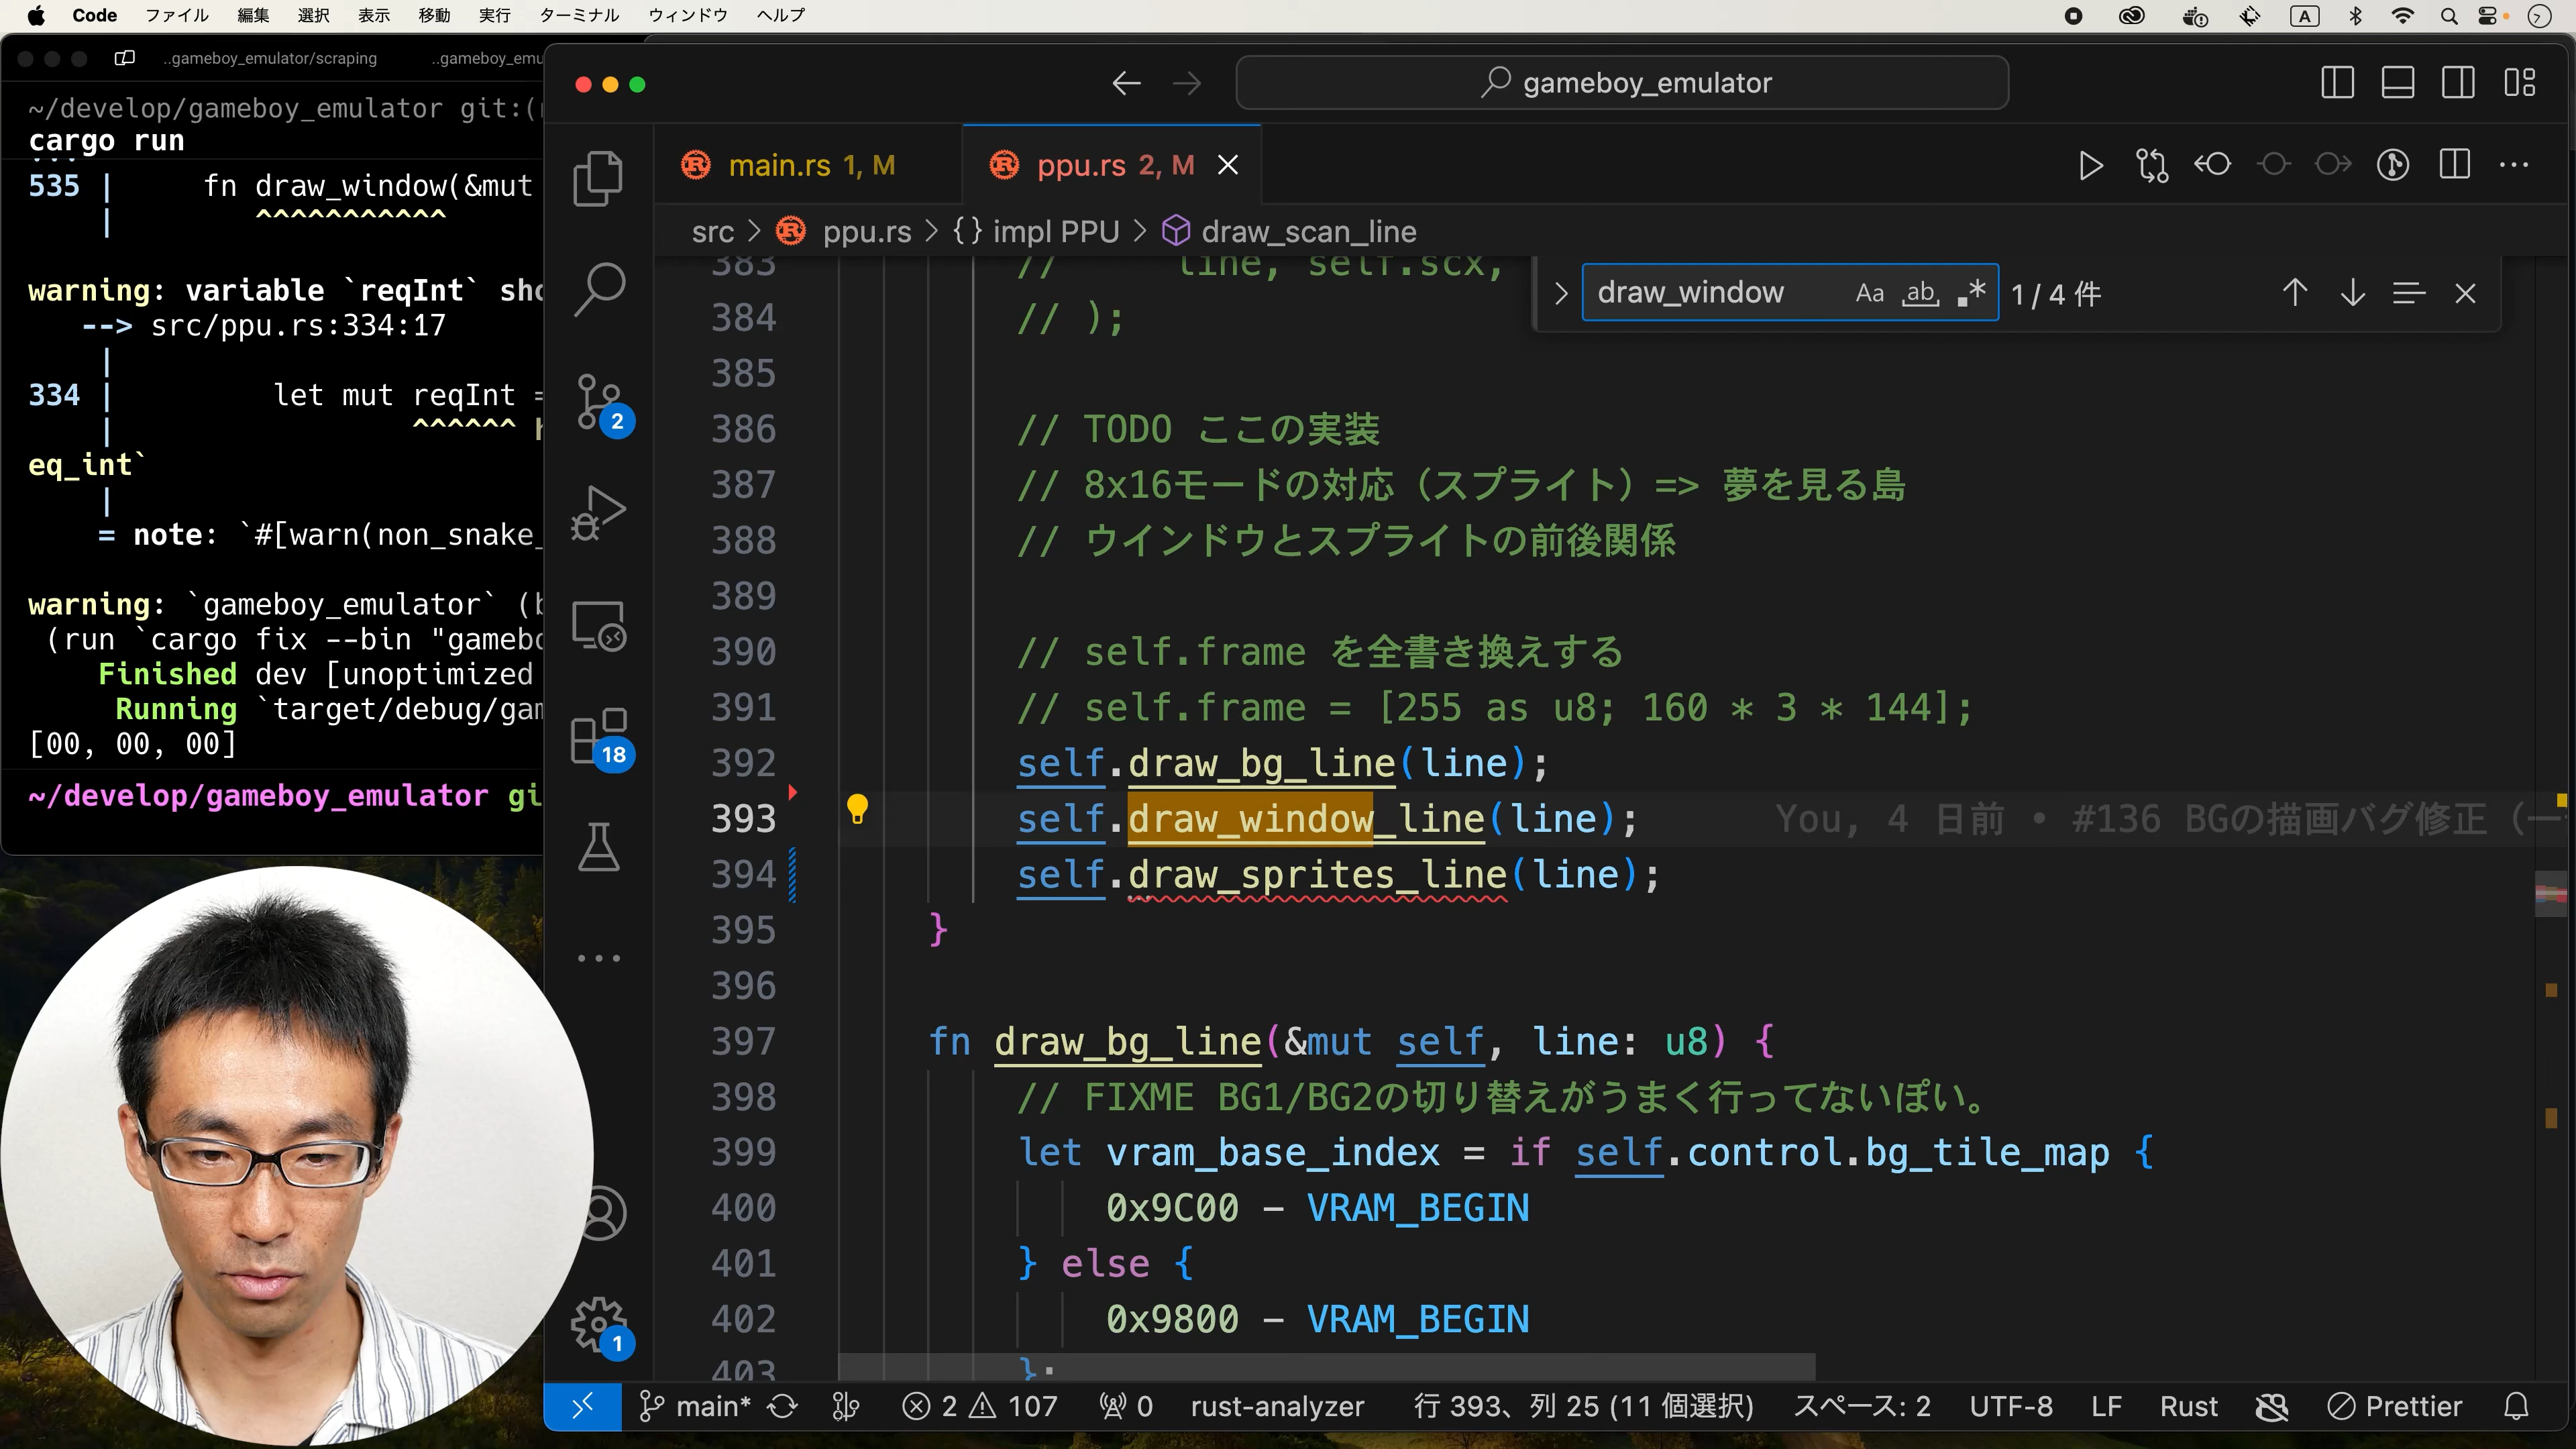 Code ファイル 編集 選択 表示 移動 実行 ターミナル ウィンドウ ヘルプ A
..gameboy_emulator/scraping ..gameboy_emu
~/develop/gameboy_emulator git:(
cargo run
535 | fn draw_window(&mut
| ^^^^^^^^^^^
warning: variable `reqInt` sho
--> src/ppu.rs:334:17
|
334 | let mut reqInt =
| ^^^^^^
eq_int`
|
= note: `#[warn(non_snake_
warning: `gameboy_emulator` (b
(run `cargo fix --bin "gamebo
Finished dev [unoptimized
Running `target/debug/gam
[00, 00, 00]
~/develop/gameboy_emulator gi
gameboy_emulator
main.rs 1, M ppu.rs 2, M
src > ppu.rs > {} impl PPU > draw_scan_line
draw_window Aa ab .* 1 / 4 件
383 // line, self.scx,
384 // );
385
386 // TODO ここの実装
387 // 8x16モードの対応（スプライト）=> 夢を見る島
388 // ウインドウとスプライトの前後関係
389
390 // self.frame を全書き換えする
391 // self.frame = [255 as u8; 160 * 3 * 144];
392 self.draw_bg_line(line);
393 self.draw_window_line(line); You, 4 日前 • #136 BGの描画バグ修正（一
394 self.draw_sprites_line(line);
395 }
396
397 fn draw_bg_line(&mut self, line: u8) {
398 // FIXME BG1/BG2の切り替えがうまく行ってないぽい。
399 let vram_base_index = if self.control.bg_tile_map {
400 0x9C00 - VRAM_BEGIN
401 } else {
402 0x9800 - VRAM_BEGIN
403 };
2
18
1
main* 2 107 0 rust-analyzer 行 393、列 25 (11 個選択) スペース: 2 UTF-8 LF Rust Prettier